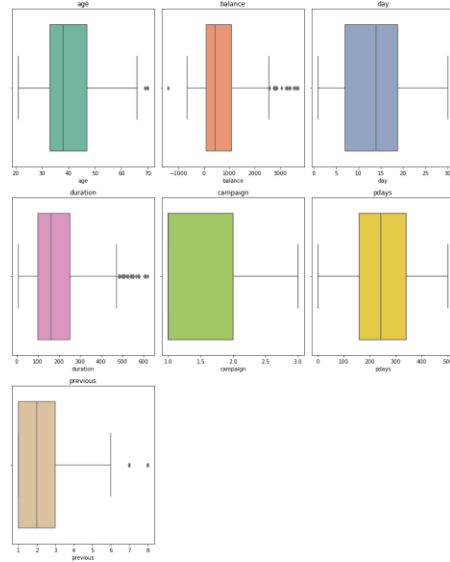 age
balance
day
20 30 40 50 60 70
-1000 0 1000 2000 3000
0 5 10 15 20 25 30
age
balance
day
duration
campaign
pdays
0 100 200 300 400 500 600
1.0 1.5 2.0 2.5 3.0
0 100 200 300 400
duration
campaign
pdays
previous
1 2 3 4 5 6 7 8
previous